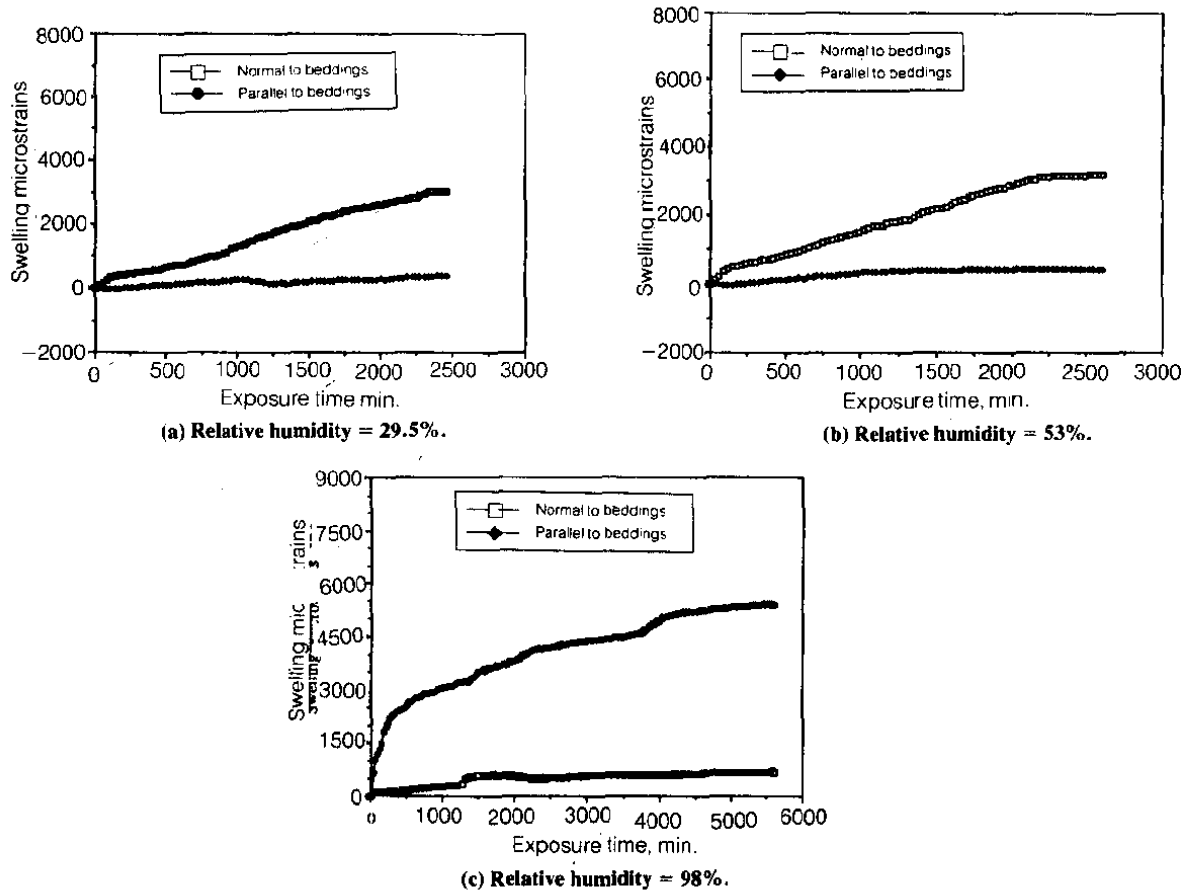 8000
6000
4000
2000
0
−2000
Swelling microstrains
Normal to beddings
Parallel to beddings
0 500 1000 1500 2000 2500 3000
Exposure time min.
(a) Relative humidity = 29.5%.
8000
6000
4000
2000
0
−2000
Swelling microstrains
Normal to beddings
Parallel to beddings
0 500 1000 1500 2000 2500 3000
Exposure time, min.
(b) Relative humidity = 53%.
9000
7500
6000
4500
3000
1500
0
Swelling mic rains
Normal to beddings
Parallel to beddings
0 1000 2000 3000 4000 5000 6000
Exposure time, min.
(c) Relative humidity = 98%.